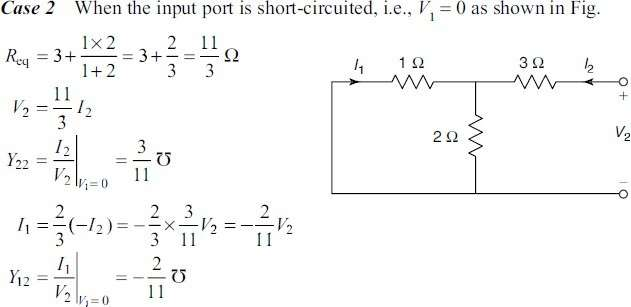 Case 2 When the input port is short-circuited, i.e., V₁ = 0 as shown in Fig.
R_eq = 3 + (1×2)/(1+2) = 3 + 2/3 = 11/3 Ω
V₂ = 11/3 I₂
Y₂₂ = I₂/V₂ |V₁=0 = 3/11 ℧
I₁ = 2/3 (−I₂) = −2/3 × 3/11 V₂ = −2/11 V₂
Y₁₂ = I₁/V₂ |V₁=0 = −2/11 ℧
I₁ 1 Ω 3 Ω I₂
+
2 Ω V₂
−